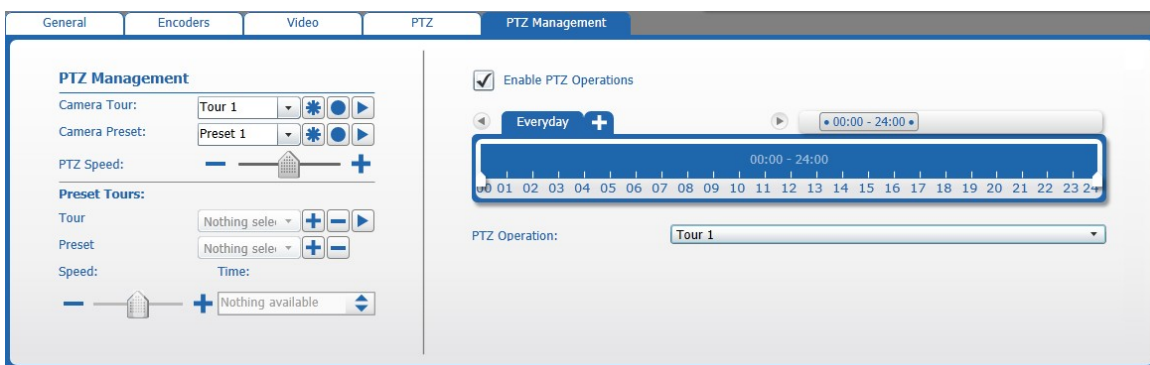 General Encoders Video PTZ PTZ Management
PTZ Management
Camera Tour: Tour 1
Camera Preset: Preset 1
PTZ Speed:
Preset Tours:
Tour Nothing sele
Preset Nothing sele
Speed: Time:
Nothing available
Enable PTZ Operations
Everyday
• 00:00 - 24:00 •
00:00 - 24:00
00 01 02 03 04 05 06 07 08 09 10 11 12 13 14 15 16 17 18 19 20 21 22 23 24
PTZ Operation: Tour 1